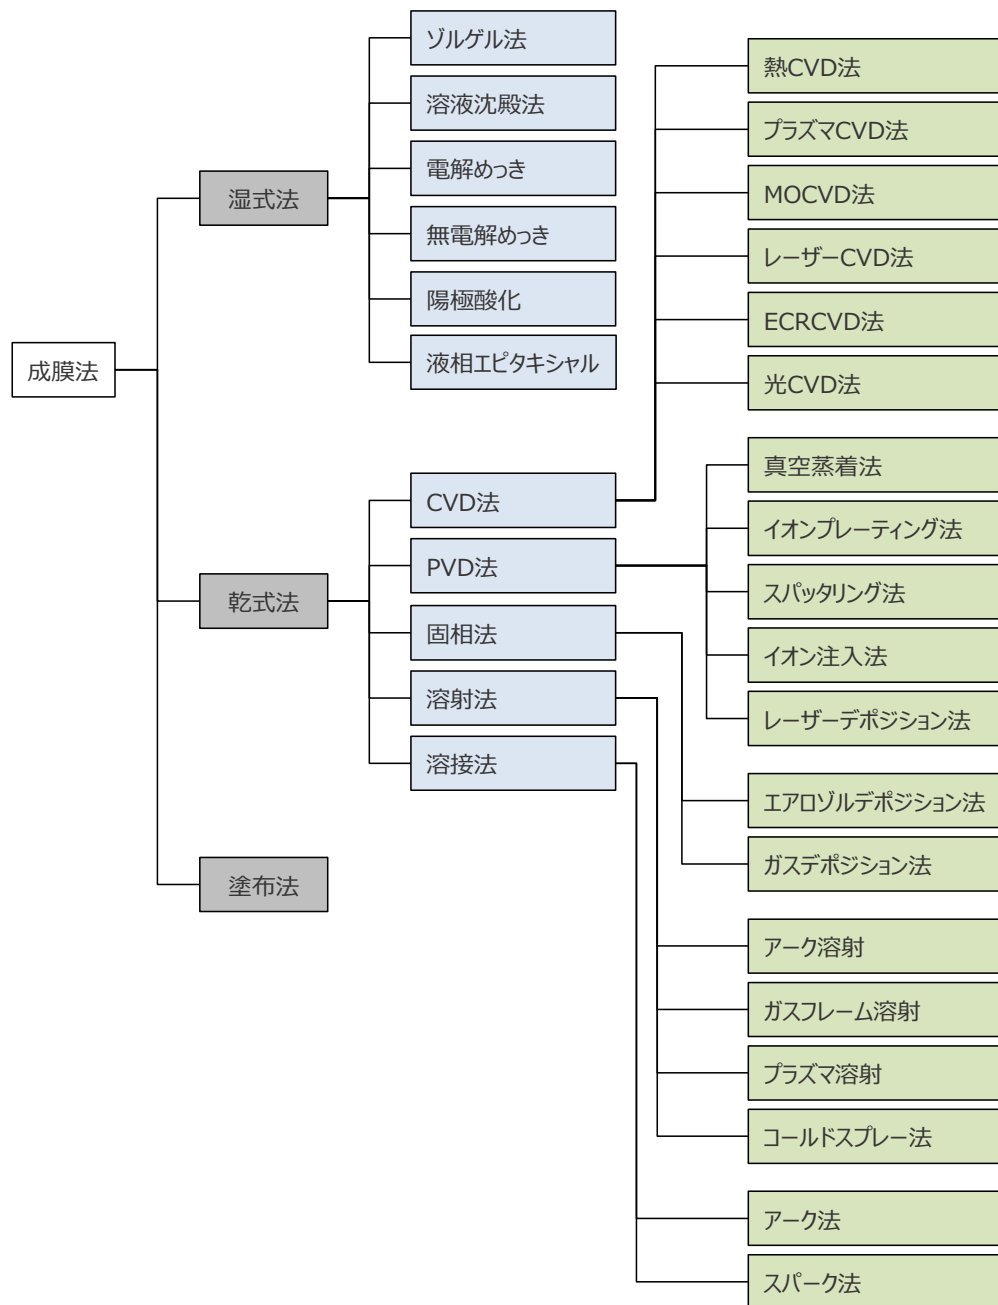 成膜法
湿式法
ゾルゲル法
溶液沈殿法
電解めっき
無電解めっき
陽極酸化
液相エピタキシャル
乾式法
CVD法
熱CVD法
プラズマCVD法
MOCVD法
レーザーCVD法
ECRCVD法
光CVD法
PVD法
真空蒸着法
イオンプレーティング法
スパッタリング法
イオン注入法
レーザーデポジション法
固相法
エアロゾルデポジション法
ガスデポジション法
溶射法
アーク溶射
ガスフレーム溶射
プラズマ溶射
コールドスプレー法
溶接法
アーク法
スパーク法
塗布法